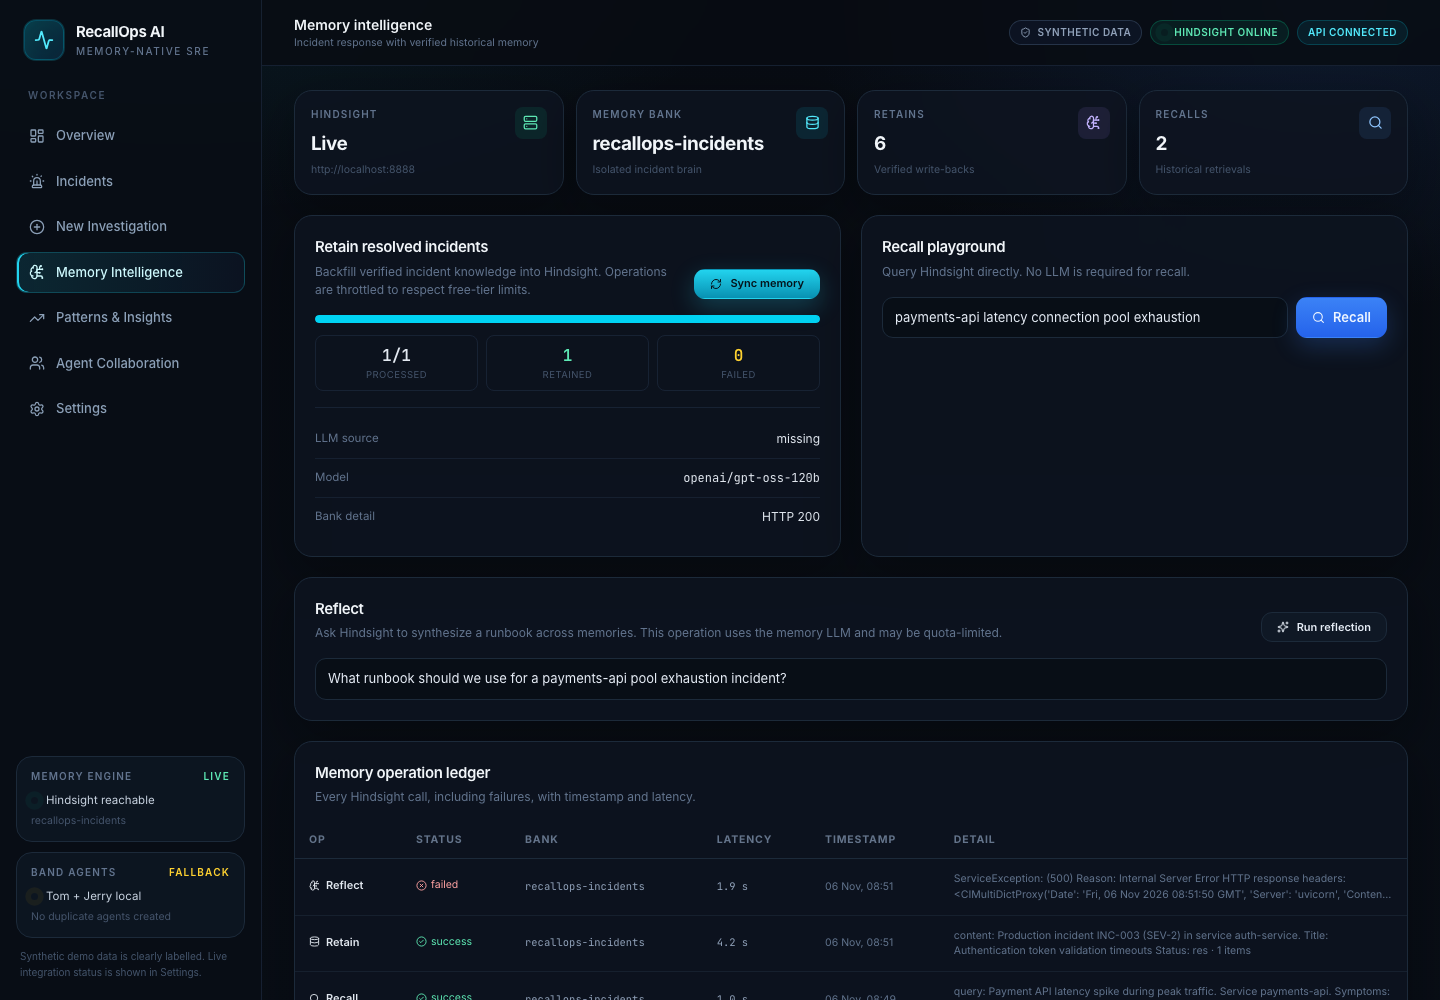 RecallOps AI
MEMORY-NATIVE SRE
WORKSPACE
Overview
Incidents
New Investigation
Memory Intelligence
Patterns & Insights
Agent Collaboration
Settings
MEMORY ENGINE LIVE
Hindsight reachable
recallops-incidents
BAND AGENTS FALLBACK
Tom + Jerry local
No duplicate agents created
Synthetic demo data is clearly labelled. Live
integration status is shown in Settings.
Memory intelligence
Incident response with verified historical memory
SYNTHETIC DATA
HINDSIGHT ONLINE
API CONNECTED
HINDSIGHT
Live
http://localhost:8888
MEMORY BANK
recallops-incidents
Isolated incident brain
RETAINS
6
Verified write-backs
RECALLS
2
Historical retrievals
Retain resolved incidents
Backfill verified incident knowledge into Hindsight. Operations
are throttled to respect free-tier limits.
Sync memory
1/1
PROCESSED
1
RETAINED
0
FAILED
LLM source missing
Model openai/gpt-oss-120b
Bank detail HTTP 200
Recall playground
Query Hindsight directly. No LLM is required for recall.
payments-api latency connection pool exhaustion
Recall
Reflect
Ask Hindsight to synthesize a runbook across memories. This operation uses the memory LLM and may be quota-limited.
Run reflection
What runbook should we use for a payments-api pool exhaustion incident?
Memory operation ledger
Every Hindsight call, including failures, with timestamp and latency.
OP STATUS BANK LATENCY TIMESTAMP DETAIL
Reflect failed recallops-incidents 1.9 s 06 Nov, 08:51 ServiceException: (500) Reason: Internal Server Error HTTP response headers:
<CIMultiDictProxy('Date': 'Fri, 06 Nov 2026 08:51:50 GMT', 'Server': 'uvicorn', 'Conten...
Retain success recallops-incidents 4.2 s 06 Nov, 08:51 content: Production incident INC-003 (SEV-2) in service auth-service. Title:
Authentication token validation timeouts Status: res · 1 items
Recall success recallops-incidents 1.0 s 06 Nov, 08:49 query: Payment API latency spike during peak traffic. Service payments-api. Symptoms: